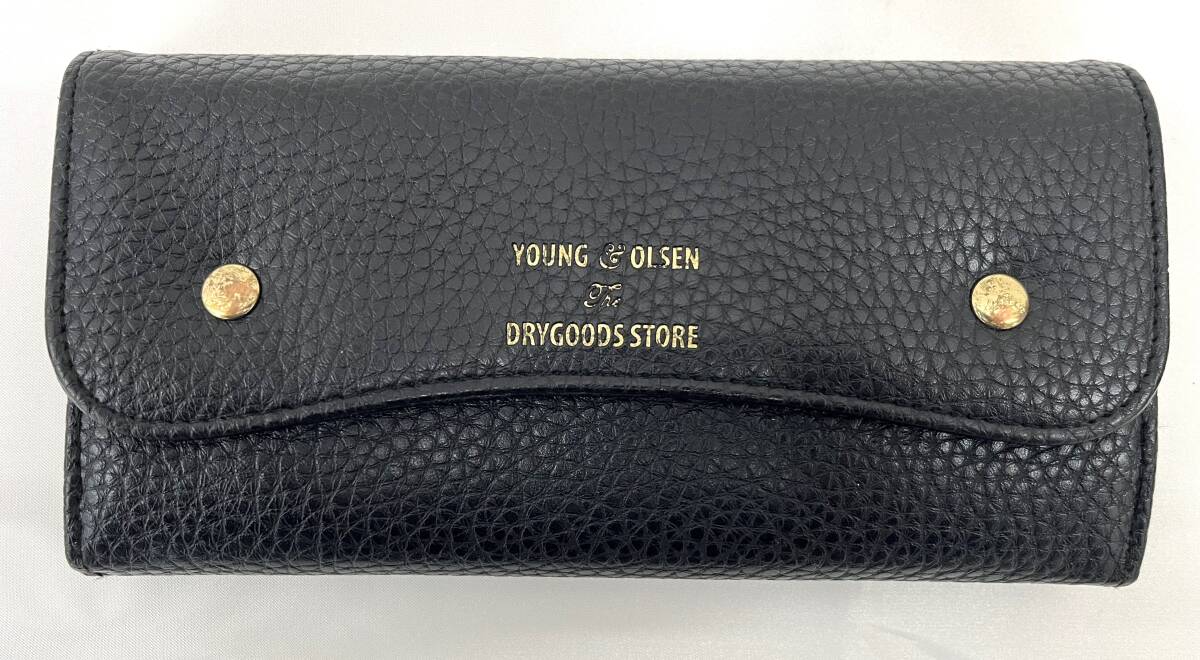 YOUNG & OLSEN
The
DRYGOODS STORE